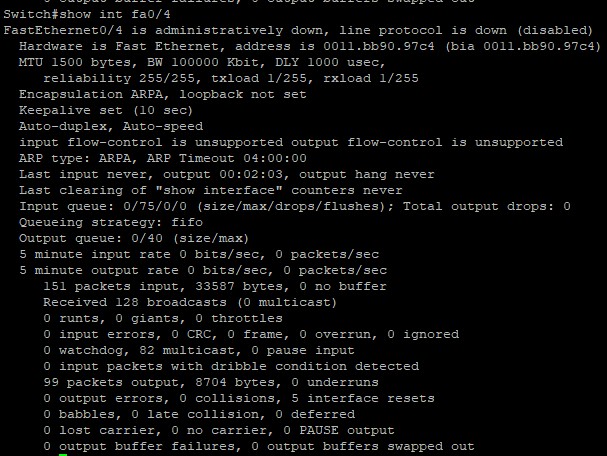 0 output buffer failures, 0 output buffers swapped out
Switch#show int fa0/4
FastEthernet0/4 is administratively down, line protocol is down (disabled)
Hardware is Fast Ethernet, address is 0011.bb90.97c4 (bia 0011.bb90.97c4)
MTU 1500 bytes, BW 100000 Kbit, DLY 1000 usec,
reliability 255/255, txload 1/255, rxload 1/255
Encapsulation ARPA, loopback not set
Keepalive set (10 sec)
Auto-duplex, Auto-speed
input flow-control is unsupported output flow-control is unsupported
ARP type: ARPA, ARP Timeout 04:00:00
Last input never, output 00:02:03, output hang never
Last clearing of "show interface" counters never
Input queue: 0/75/0/0 (size/max/drops/flushes); Total output drops: 0
Queueing strategy: fifo
Output queue: 0/40 (size/max)
5 minute input rate 0 bits/sec, 0 packets/sec
5 minute output rate 0 bits/sec, 0 packets/sec
151 packets input, 33587 bytes, 0 no buffer
Received 128 broadcasts (0 multicast)
0 runts, 0 giants, 0 throttles
0 input errors, 0 CRC, 0 frame, 0 overrun, 0 ignored
0 watchdog, 82 multicast, 0 pause input
0 input packets with dribble condition detected
99 packets output, 8704 bytes, 0 underruns
0 output errors, 0 collisions, 5 interface resets
0 babbles, 0 late collision, 0 deferred
0 lost carrier, 0 no carrier, 0 PAUSE output
0 output buffer failures, 0 output buffers swapped out